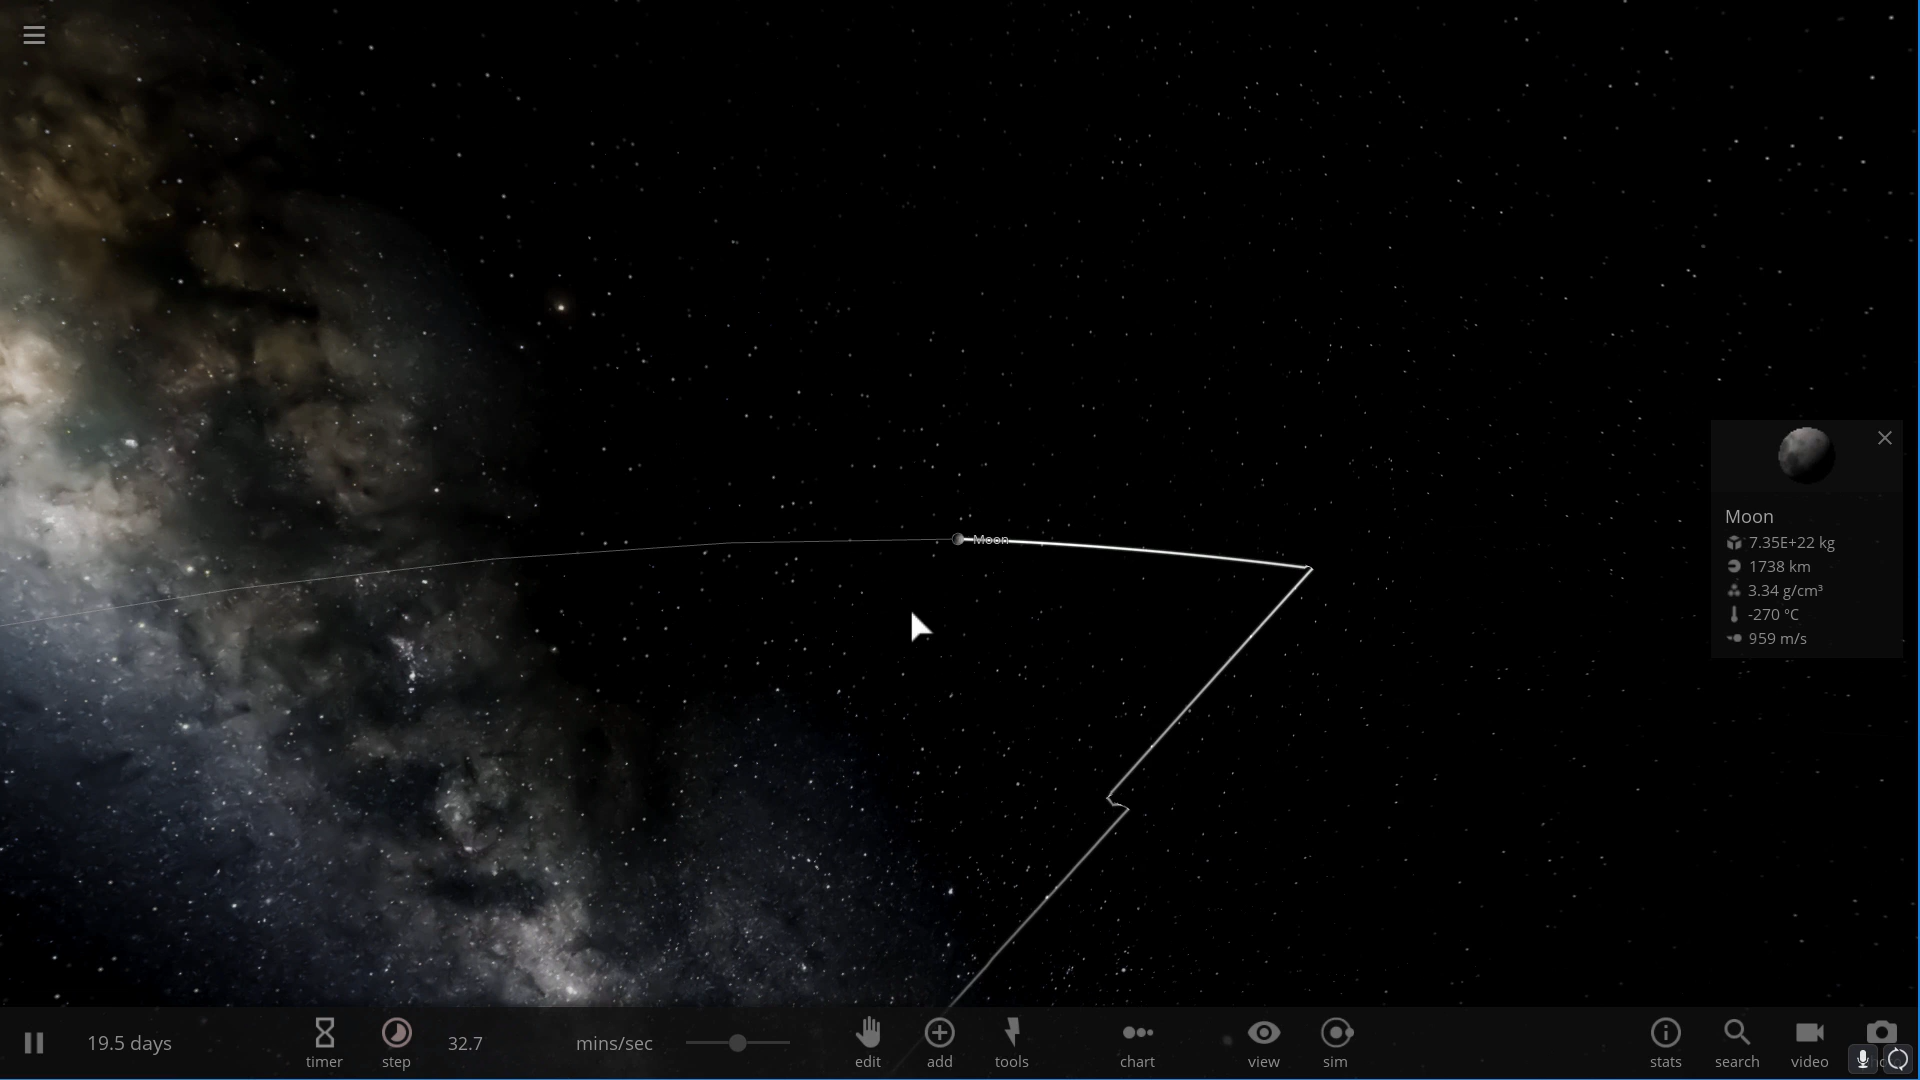 Moon
Moon
7.35E+22 kg
1738 km
3.34 g/cm³
-270 °C
959 m/s
19.5 days
timer
step
32.7
mins/sec
edit
add
tools
chart
view
sim
stats
search
video